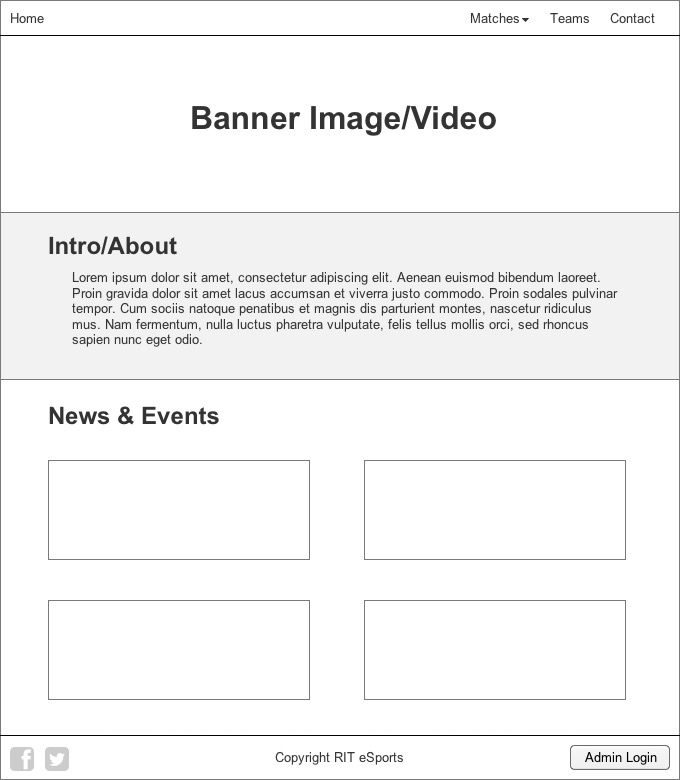 Home
Matches
Teams
Contact
Banner Image/Video
Intro/About
Lorem ipsum dolor sit amet, consectetur adipiscing elit. Aenean euismod bibendum laoreet.
Proin gravida dolor sit amet lacus accumsan et viverra justo commodo. Proin sodales pulvinar
tempor. Cum sociis natoque penatibus et magnis dis parturient montes, nascetur ridiculus
mus. Nam fermentum, nulla luctus pharetra vulputate, felis tellus mollis orci, sed rhoncus
sapien nunc eget odio.
News & Events
Copyright RIT eSports
Admin Login